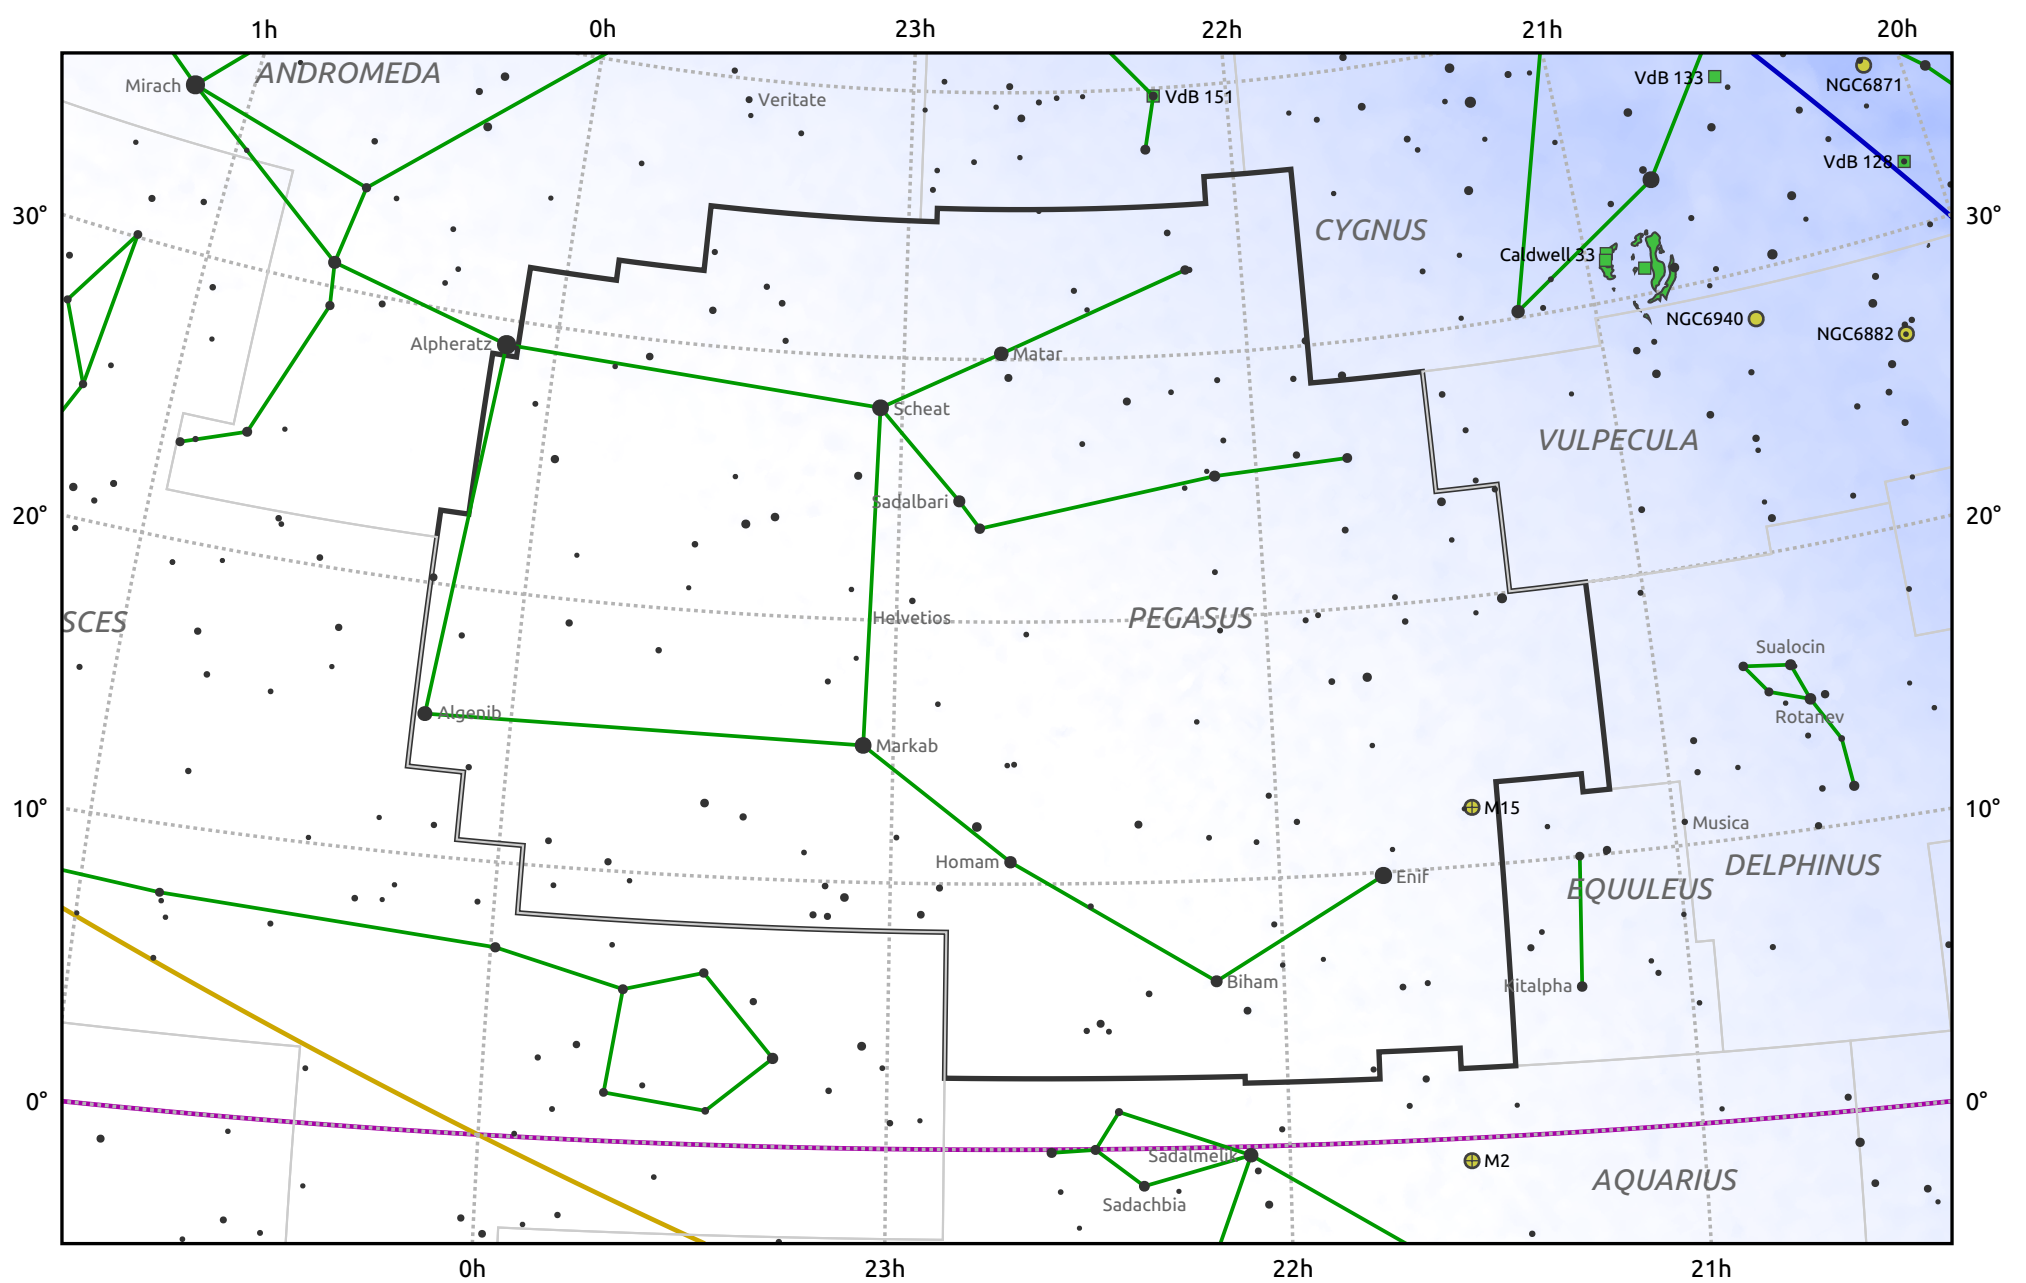 1h 0h 23h 22h 21h 20h
ANDROMEDA
Mirach
VdB 133
NGC6871
Veritate
VdB 151
VdB 128
30°
30°
CYGNUS
Caldwell 33
NGC6940
NGC6882
Alpheratz
Matar
Scheat
VULPECULA
Sadalbari
20°
20°
SCES
Helvetios
PEGASUS
Sualocin
Algenib
Rotanev
Markab
10°
M15
10°
Musica
Homam
DELPHINUS
Enif
EQUULEUS
Biham
Kitalpha
0°
0°
Sadalmelik
M2
AQUARIUS
Sadachbia
0h 23h 22h 21h